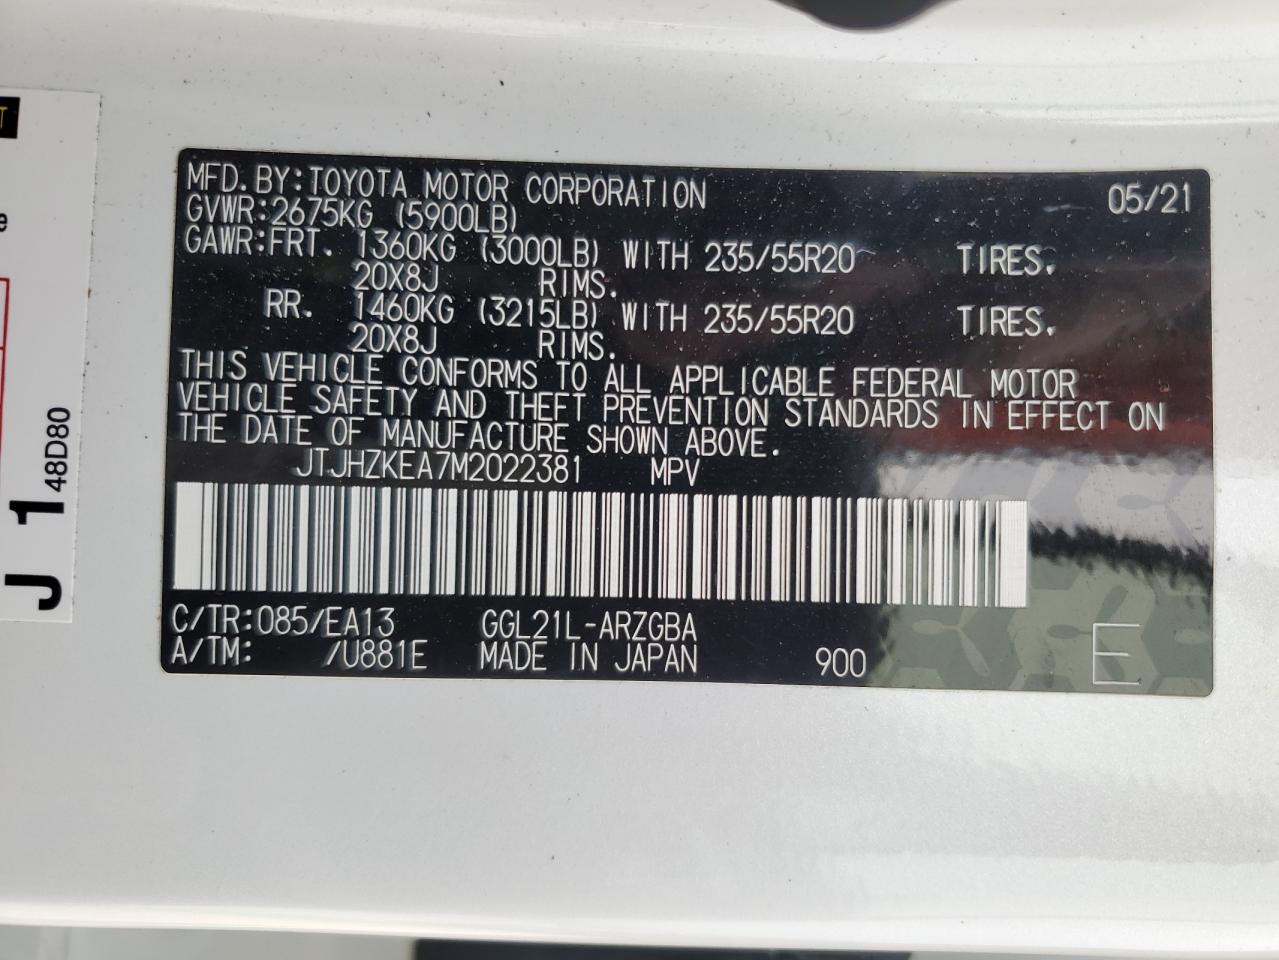 MFD.BY:TOYOTA MOTOR CORPORATION 05/21
GVWR:2675KG (5900LB)
GAWR:FRT. 1360KG (3000LB) WITH 235/55R20 TIRES.
20X8J RIMS.
RR. 1460KG (3215LB) WITH 235/55R20 TIRES.
20X8J RIMS.
THIS VEHICLE CONFORMS TO ALL APPLICABLE FEDERAL MOTOR
VEHICLE SAFETY AND THEFT PREVENTION STANDARDS IN EFFECT ON
THE DATE OF MANUFACTURE SHOWN ABOVE.
JTJHZKEA7M2022381 MPV
C/TR:085/EA13 GGL21L-ARZGBA
A/TM: /U881E MADE IN JAPAN 900 E
J 1
48D80